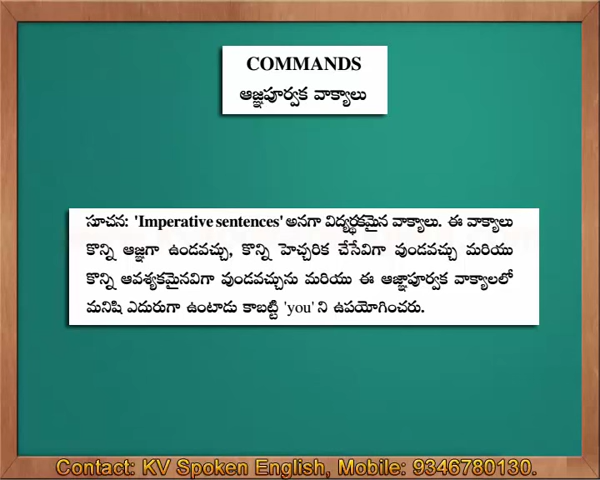 COMMANDS
ఆజ్ఞపూర్వక వాక్యాలు
సూచన: 'Imperative sentences' అనగా విద్యర్థకమైన వాక్యాలు. ఈ వాక్యాలు
కొన్ని ఆజ్ఞగా ఉండవచ్చు, కొన్ని హెచ్చరిక చేసేవిగా వుండవచ్చు మరియు
కొన్ని ఆవశ్యకమైనవిగా వుండవచ్చును మరియు ఈ ఆజ్ఞాపూర్వక వాక్యాలలో
మనిషి ఎదురుగా ఉంటాడు కాబట్టి 'you' ని ఉపయోగించరు.
Contact: KV Spoken English, Mobile: 9346780130.